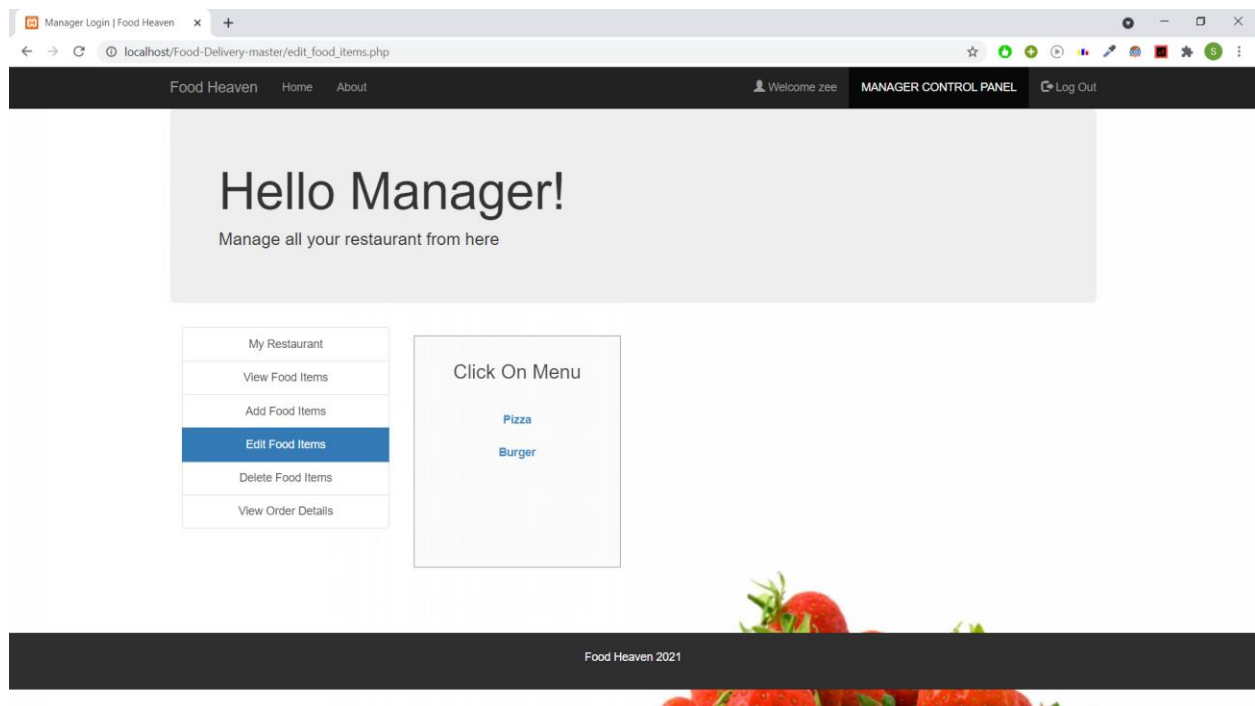 Manager Login | Food Heaven
localhost/Food-Delivery-master/edit_food_items.php
S
Food Heaven Home About Welcome zee MANAGER CONTROL PANEL Log Out
Hello Manager!
Manage all your restaurant from here
My Restaurant
View Food Items
Add Food Items
Edit Food Items
Delete Food Items
View Order Details
Click On Menu
Pizza
Burger
Food Heaven 2021